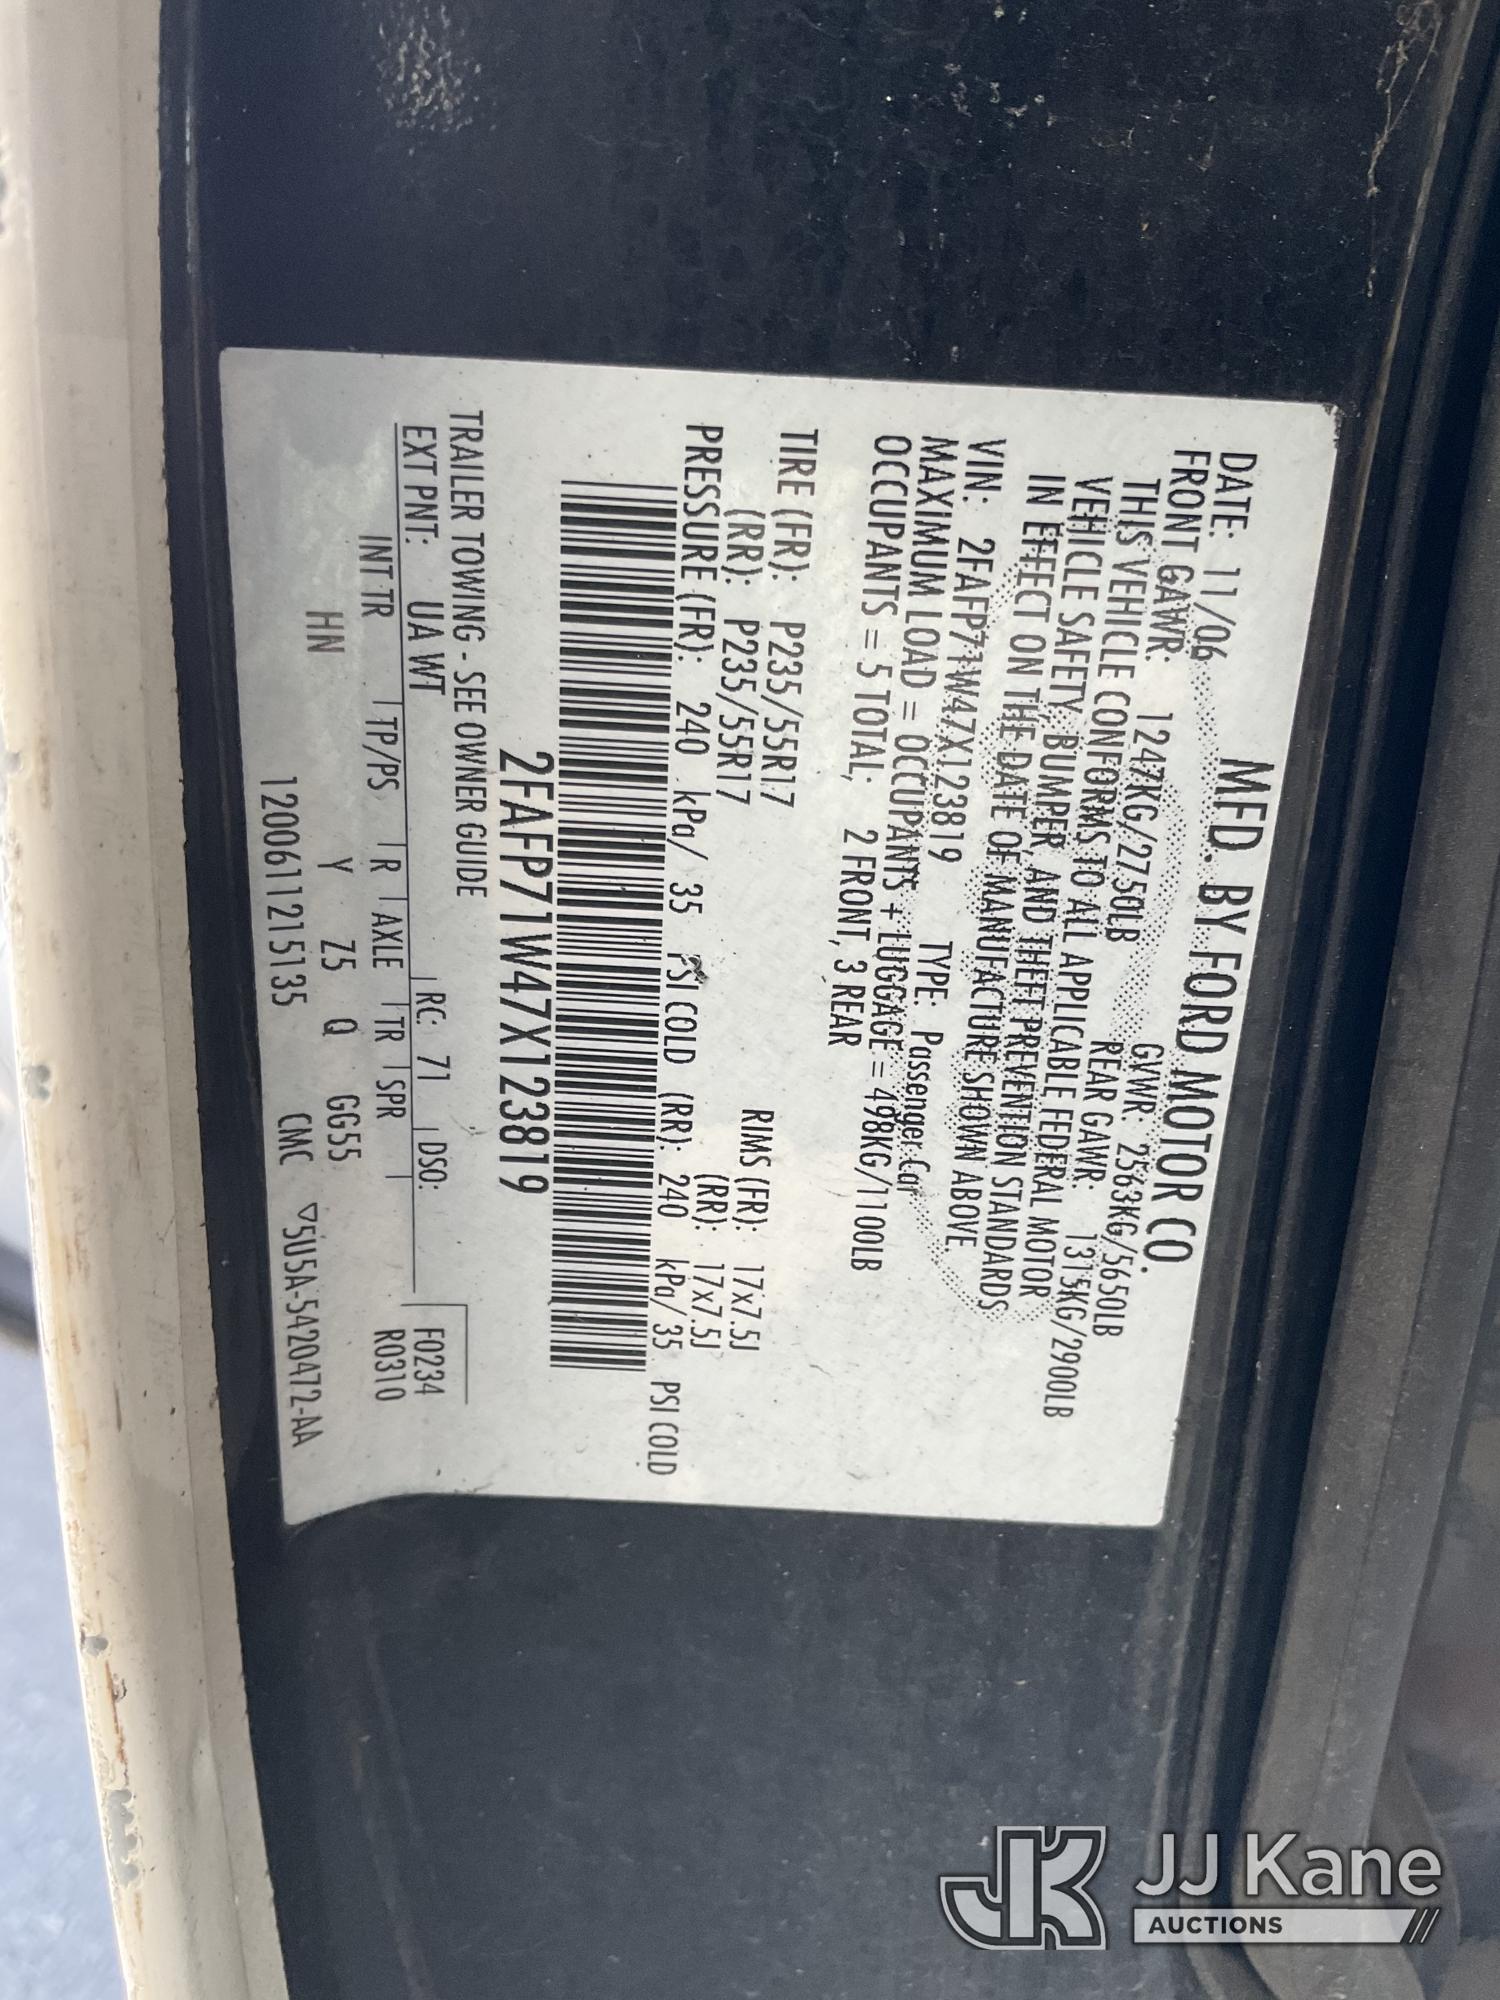 MFD. BY FORD MOTOR CO.
DATE: 11/06 GVWR: 2563KG/5650LB
FRONT GAWR: 1247KG/2750LB REAR GAWR: 1315KG/2900LB
THIS VEHICLE CONFORMS TO ALL APPLICABLE FEDERAL MOTOR
VEHICLE SAFETY, BUMPER, AND THEFT PREVENTION STANDARDS
IN EFFECT ON THE DATE OF MANUFACTURE SHOWN ABOVE.
VIN: 2FAFP71W47X123819 TYPE: Passenger Car
MAXIMUM LOAD = OCCUPANTS + LUGGAGE = 498KG/1100LB
OCCUPANTS = 5 TOTAL, 2 FRONT, 3 REAR
TIRE (FR): P235/55R17 RIMS (FR): 17x7.5J
(RR): P235/55R17 (RR): 17x7.5J
PRESSURE (FR): 240 kPa/ 35 PSI COLD (RR): 240 kPa/ 35 PSI COLD
2FAFP71W47X123819
TRAILER TOWING - SEE OWNER GUIDE
EXT PNT: UA WT RC: 71 DSO: F0234
INT TR TP/PS R AXLE TR SPR R0310
HN Y Z5 Q GG55
120061121​5135 CMC ▽5U5A-5420472-AA
JK JJ Kane
AUCTIONS